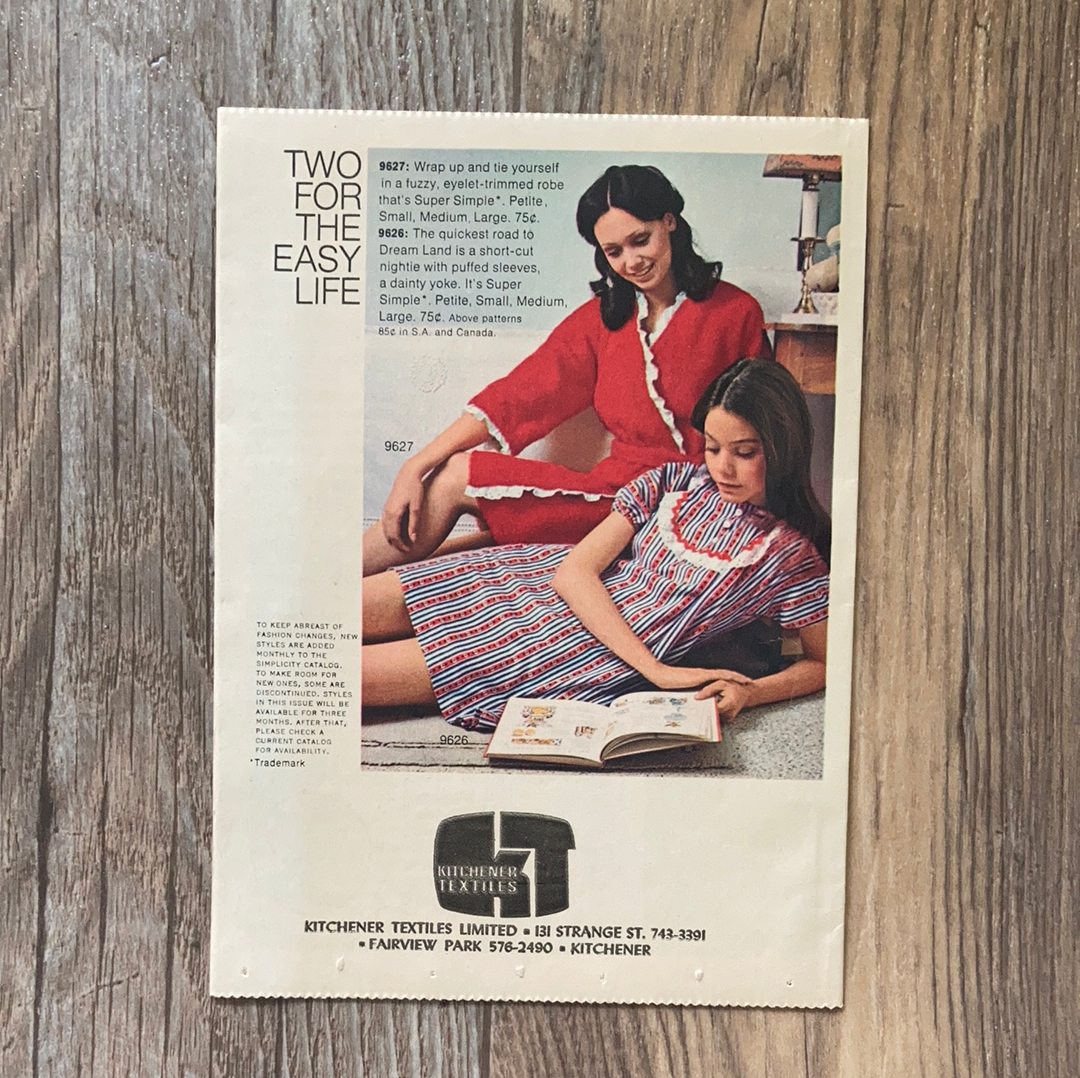 TWO
FOR
THE
EASY
LIFE
9627: Wrap up and tie yourself
in a fuzzy, eyelet-trimmed robe
that's Super Simple*. Petite,
Small, Medium, Large. 75¢.
9626: The quickest road to
Dream Land is a short-cut
nightie with puffed sleeves,
a dainty yoke. It's Super
Simple*. Petite, Small, Medium,
Large. 75¢. Above patterns
85¢ in S.A. and Canada.
9627
9626
TO KEEP ABREAST OF
FASHION CHANGES, NEW
STYLES ARE ADDED
MONTHLY TO THE
SIMPLICITY CATALOG.
TO MAKE ROOM FOR
NEW ONES, SOME ARE
DISCONTINUED. STYLES
IN THIS ISSUE WILL BE
AVAILABLE FOR THREE
MONTHS. AFTER THAT,
PLEASE CHECK A
CURRENT CATALOG
FOR AVAILABILITY.
*Trademark
KT
KITCHENER
TEXTILES
KITCHENER TEXTILES LIMITED ▪ 131 STRANGE ST. 743-3391
▪ FAIRVIEW PARK 576-2490 ▪ KITCHENER